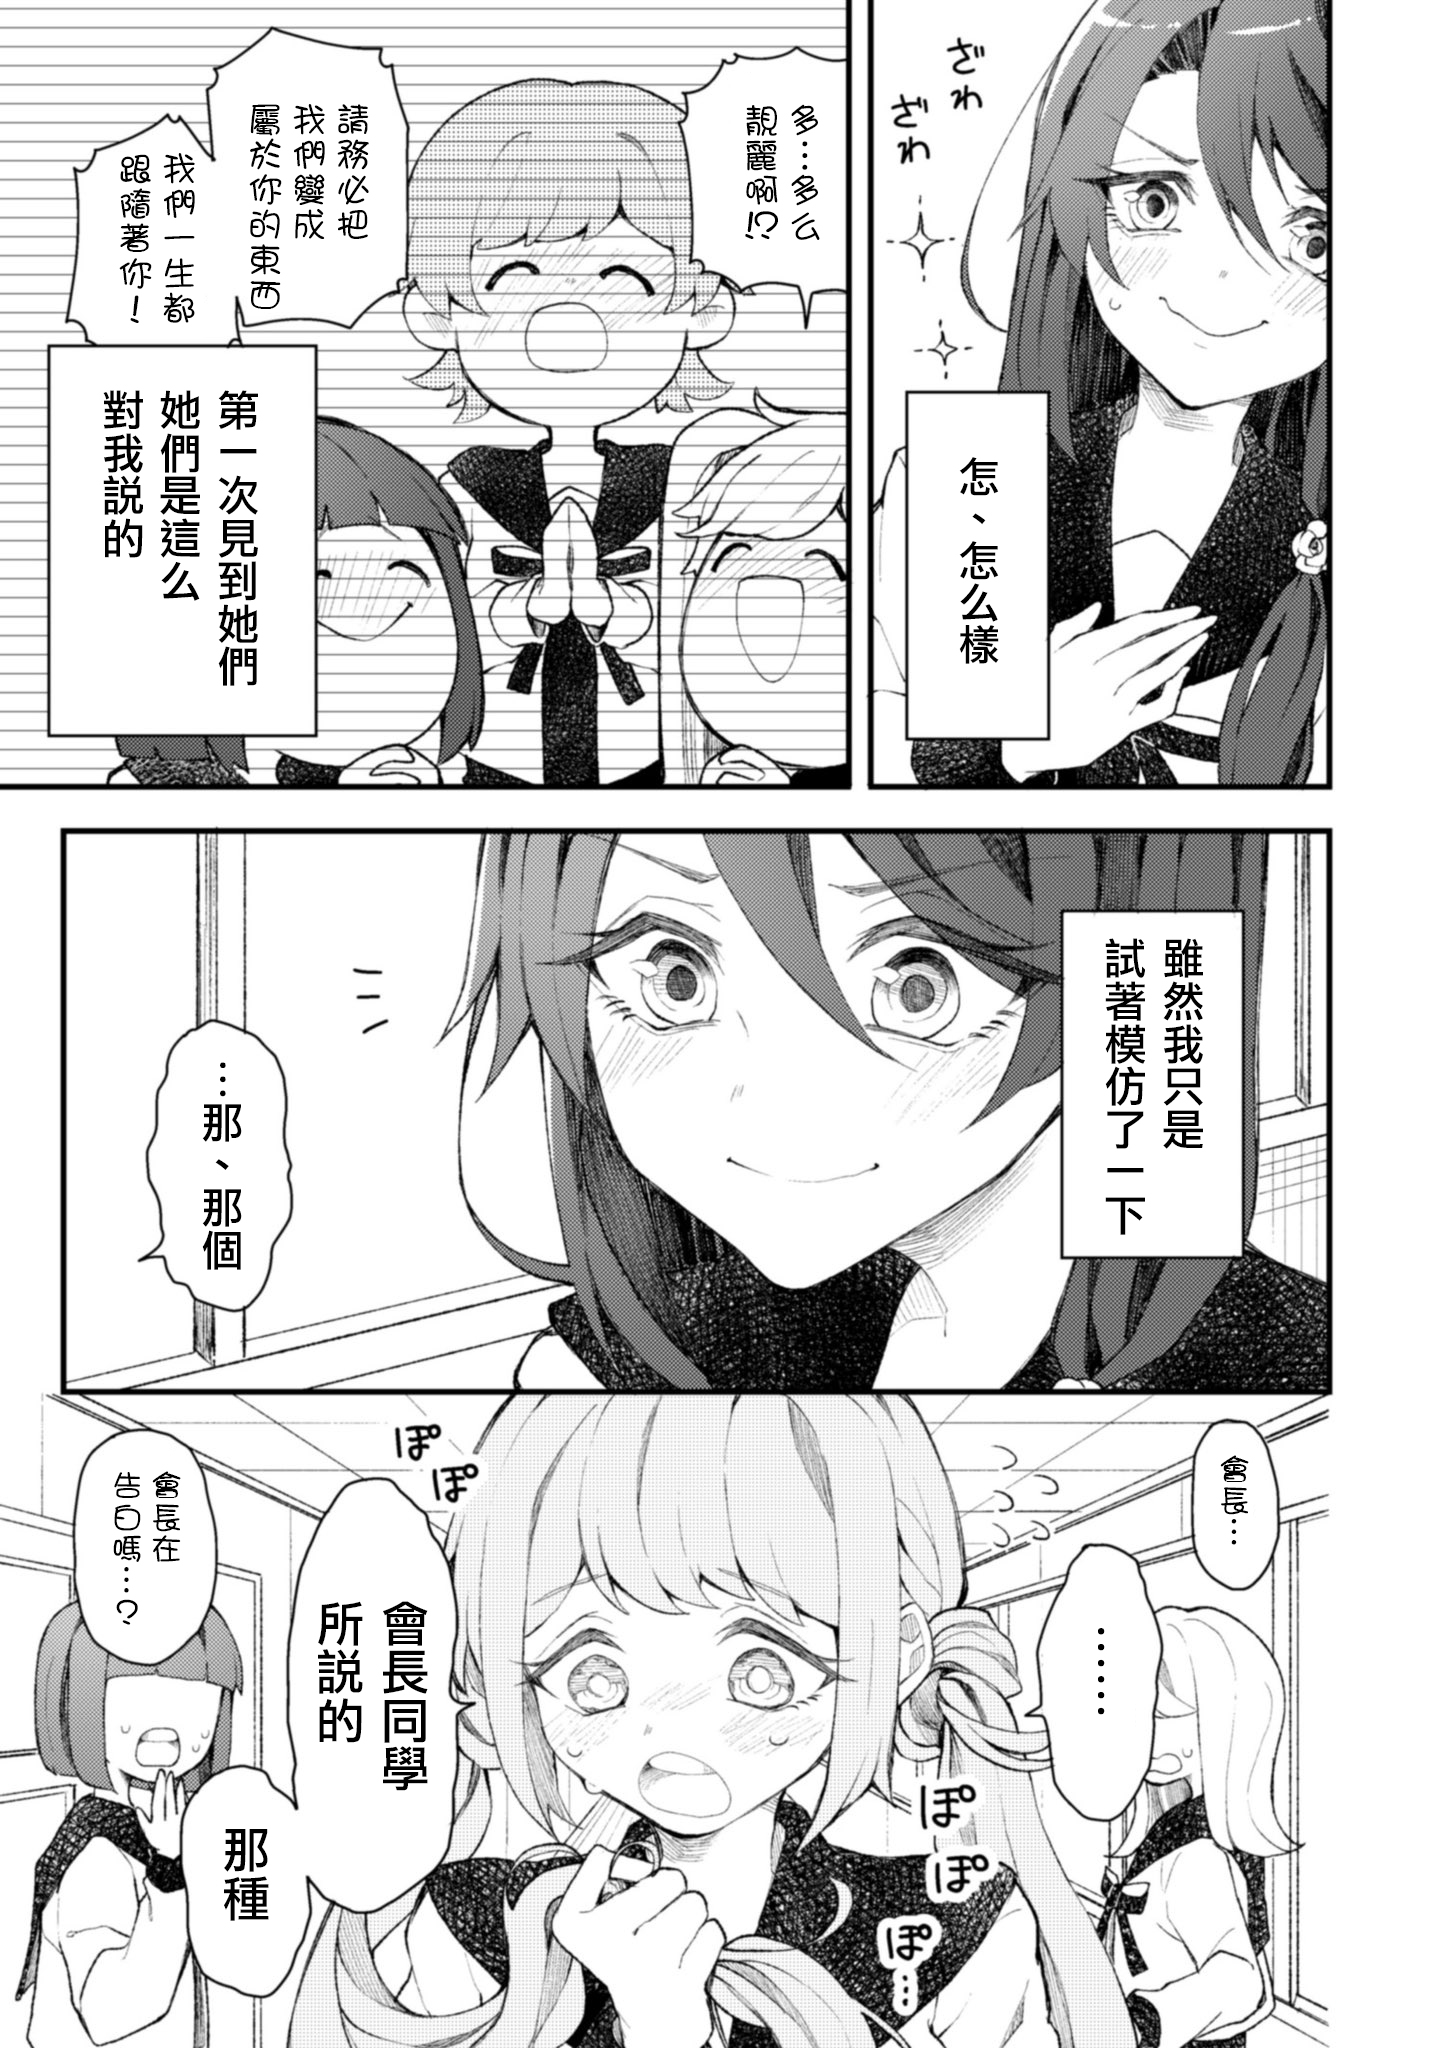 ざわ
ざわ
怎、怎么樣
多…多么
靚麗啊!?
請務必把
我們變成
屬於你的東西
我們一生都
跟隨著你！
第一次見到她們
她們是這么
對我説的
雖然我只是
試著模仿了一下
…那、那個
會長…
……
ぽ
ぽ
會長同學
所説的
那種
會長在
告白嗎…?
ぽ
ぽ
ぽ…